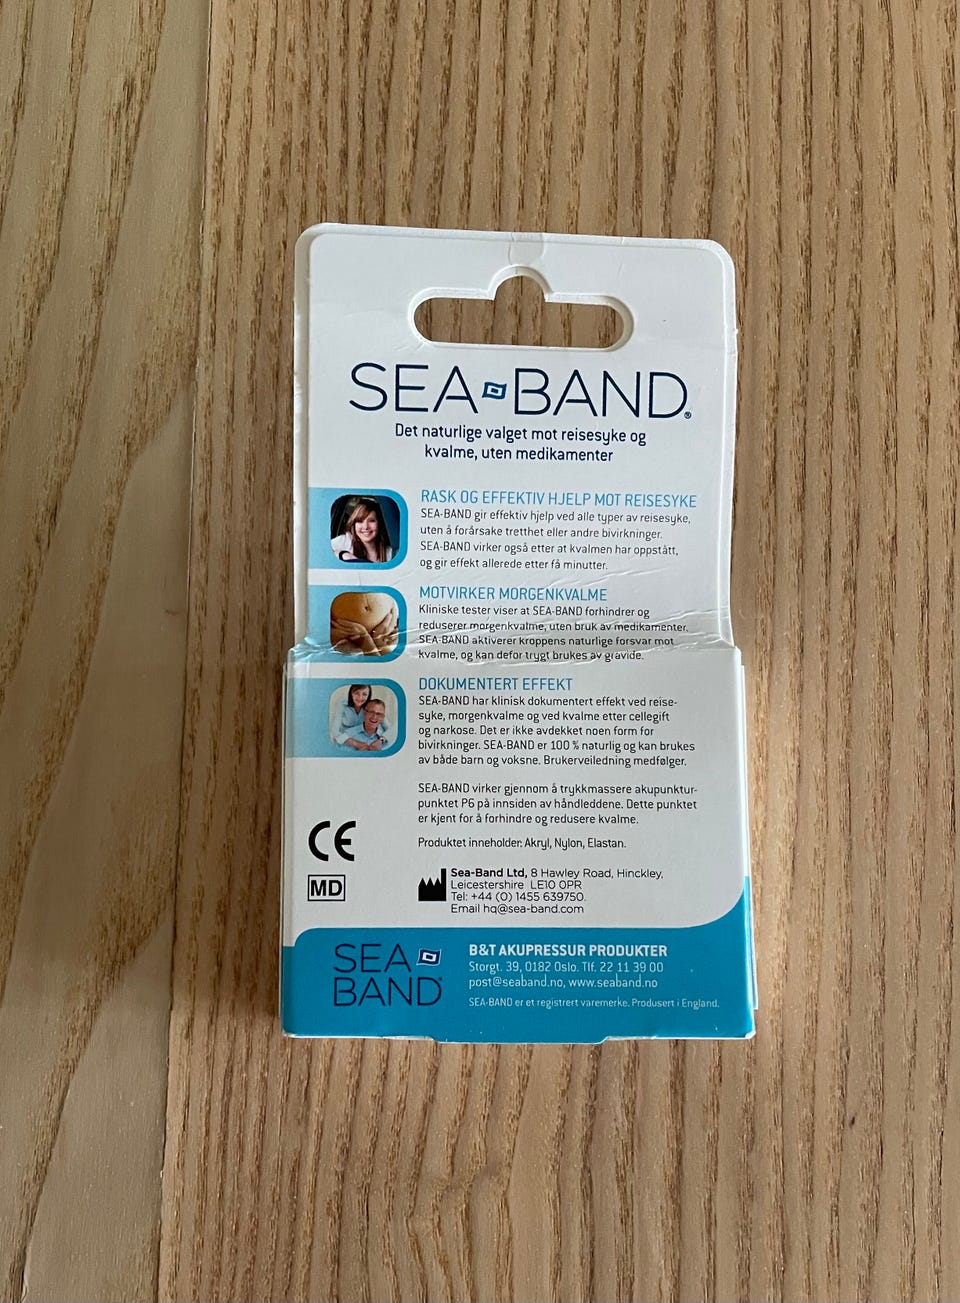 SEA-BAND®
Det naturlige valget mot reisesyke og
kvalme, uten medikamenter
RASK OG EFFEKTIV HJELP MOT REISESYKE
SEA-BAND gir effektiv hjelp ved alle typer av reisesyke,
uten å forårsake tretthet eller andre bivirkninger.
SEA-BAND virker også etter at kvalmen har oppstått,
og gir effekt allerede etter få minutter.
MOTVIRKER MORGENKVALME
Kliniske tester viser at SEA-BAND forhindrer og
reduserer morgenkvalme, uten bruk av medikamenter.
SEA-BAND aktiverer kroppens naturlige forsvar mot
kvalme, og kan defor trygt brukes av gravide.
DOKUMENTERT EFFEKT
SEA-BAND har klinisk dokumentert effekt ved reise-
syke, morgenkvalme og ved kvalme etter cellegift
og narkose. Det er ikke avdekket noen form for
bivirkninger. SEA-BAND er 100 % naturlig og kan brukes
av både barn og voksne. Brukerveiledning medfølger.
SEA-BAND virker gjennom å trykkmassere akupunktur-
punktet P6 på innsiden av håndleddene. Dette punktet
er kjent for å forhindre og redusere kvalme.
Produktet inneholder: Akryl, Nylon, Elastan.
CE
MD
Sea-Band Ltd, 8 Hawley Road, Hinckley,
Leicestershire LE10 0PR
Tel: +44 (0) 1455 639750.
Email hq@sea-band.com
SEA
BAND
B&T AKUPRESSUR PRODUKTER
Storgt. 39, 0182 Oslo. Tlf. 22 11 39 00
post@seaband.no, www.seaband.no
SEA-BAND er et registrert varemerke. Produsert i England.